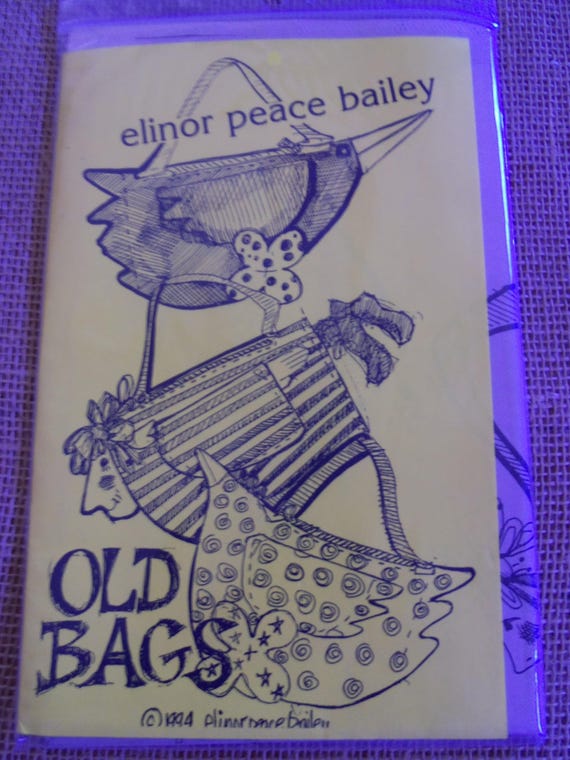 elinor peace bailey
OLD
BAGS
©1994 elinor peace bailey